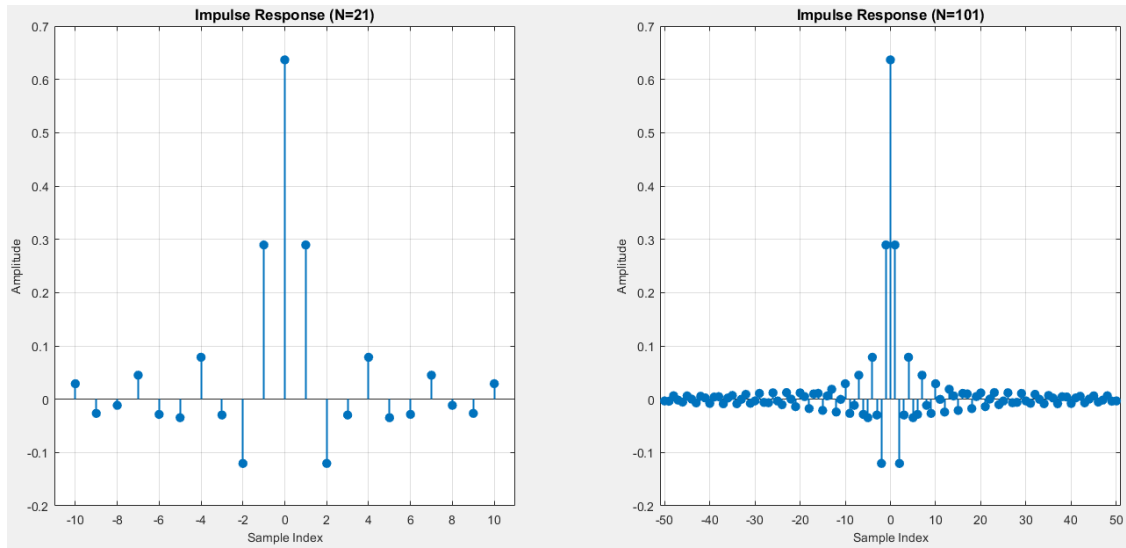 Impulse Response (N=21)
0.7
0.6
0.5
0.4
0.3
0.2
0.1
0
-0.1
-0.2
Amplitude
-10 -8 -6 -4 -2 0 2 4 6 8 10
Sample Index
Impulse Response (N=101)
0.7
0.6
0.5
0.4
0.3
0.2
0.1
0
-0.1
-0.2
Amplitude
-50 -40 -30 -20 -10 0 10 20 30 40 50
Sample Index